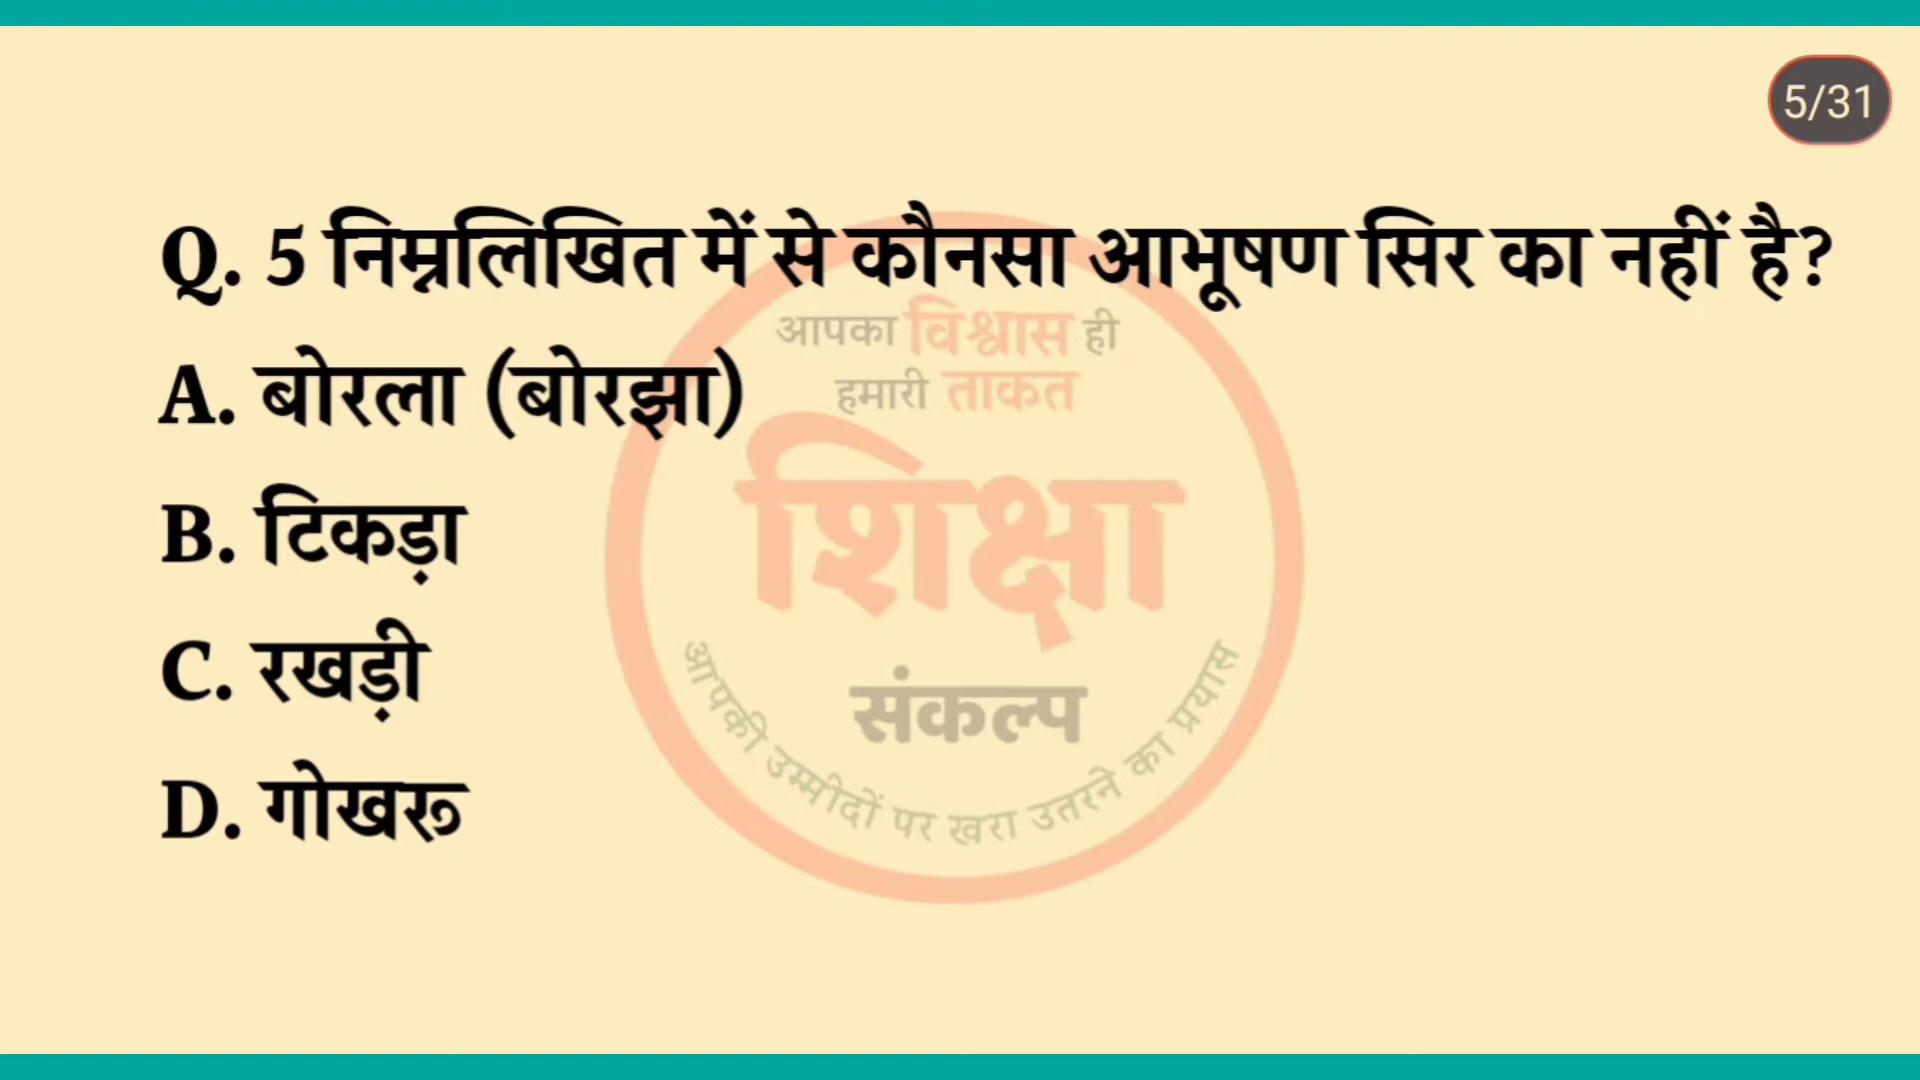 5/31
Q. 5 निम्नलिखित में से कौनसा आभूषण सिर का नहीं है?
A. बोरला (बोरझा)
B. टिकड़ा
C. रखड़ी
D. गोखरू
आपका विश्वास ही
हमारी ताकत
शिक्षा
संकल्प
आपकी उम्मीदों पर खरा उतरने का प्रयास